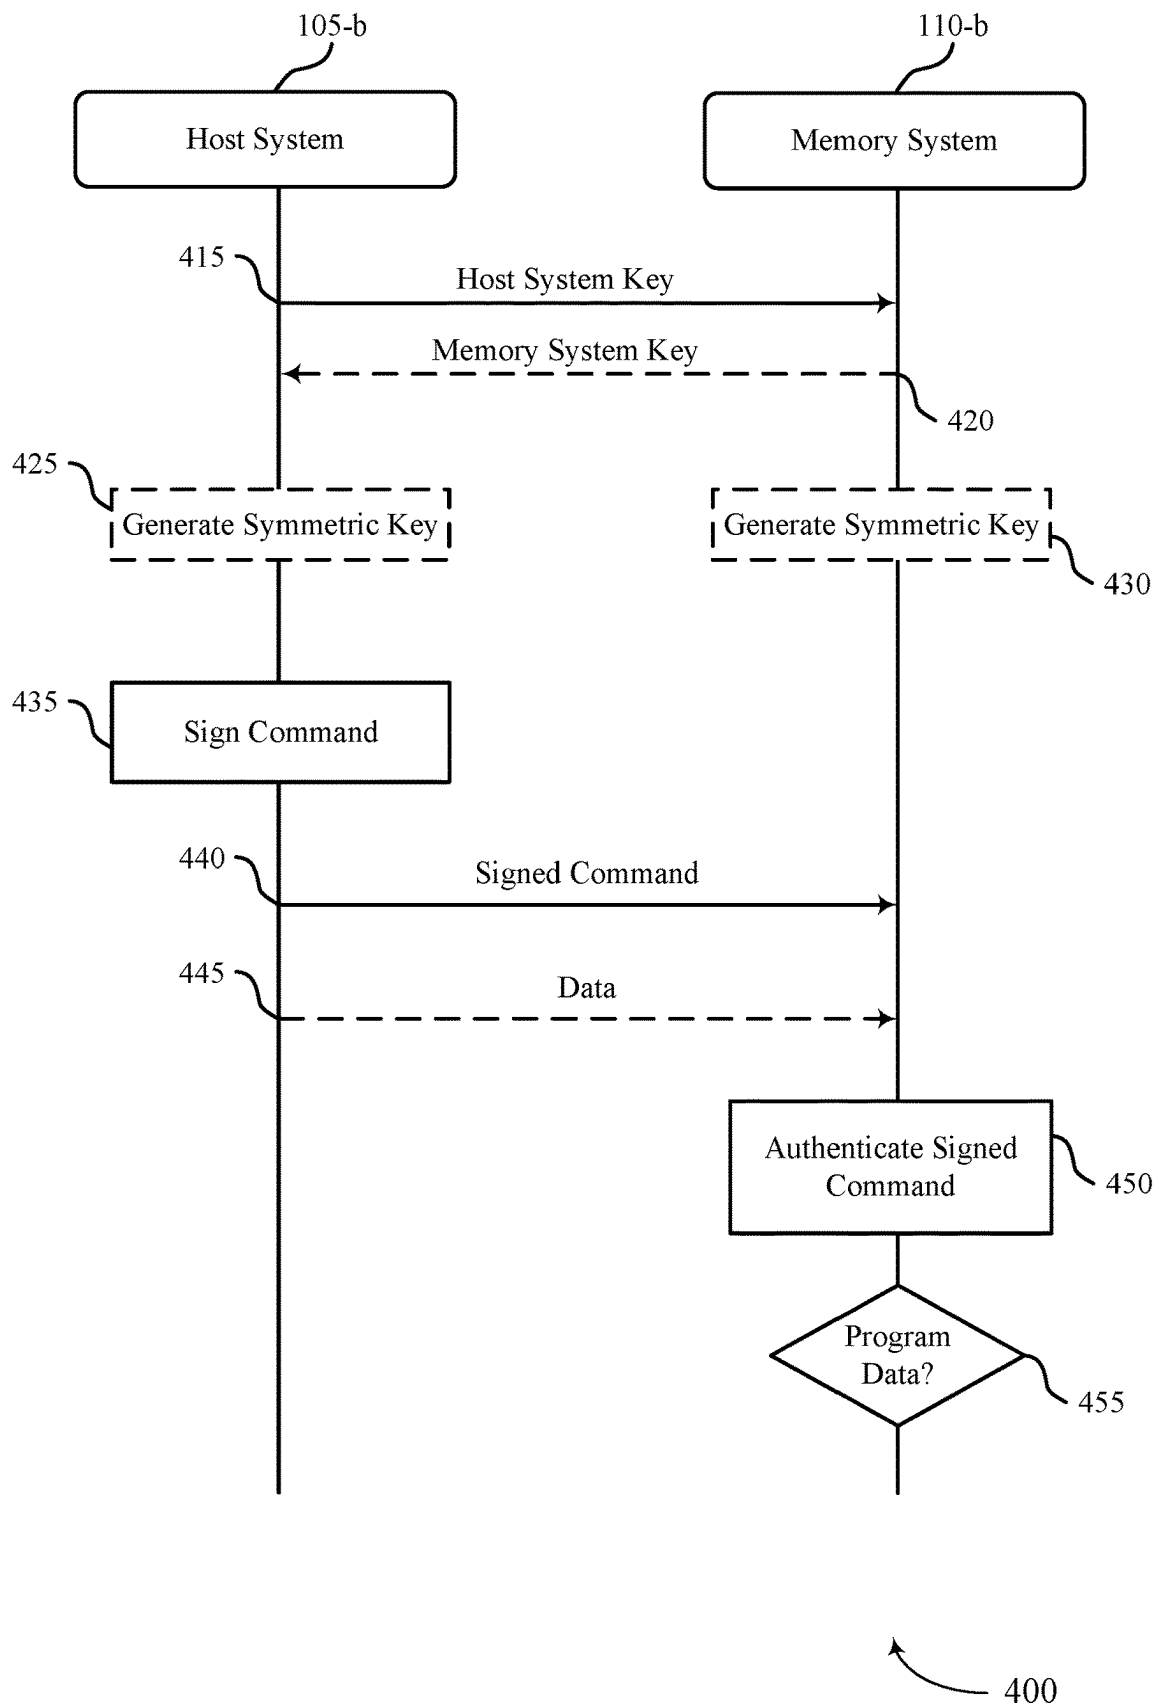 105-b
110-b
Host System
Memory System
415
Host System Key
Memory System Key
420
425
Generate Symmetric Key
Generate Symmetric Key
430
435
Sign Command
440
Signed Command
445
Data
Authenticate Signed
Command
450
Program
Data?
455
400